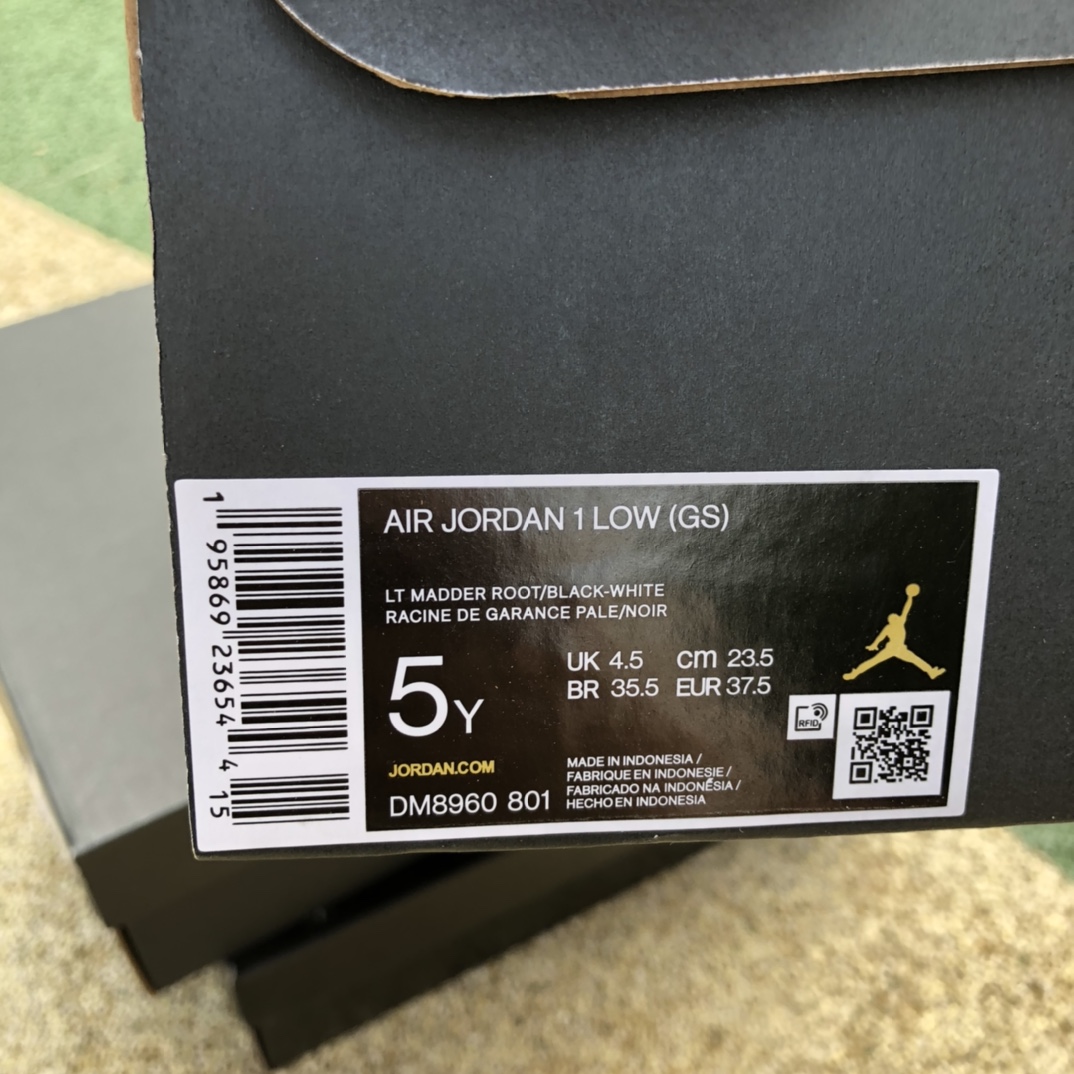 1 95869 23654 4 15
AIR JORDAN 1 LOW (GS)
LT MADDER ROOT/BLACK-WHITE
RACINE DE GARANCE PALE/NOIR
5Y
UK 4.5 cm 23.5
BR 35.5 EUR 37.5
RFID
JORDAN.COM
DM8960 801
MADE IN INDONESIA /
FABRIQUE EN INDONESIE /
FABRICADO NA INDONÉSIA /
HECHO EN INDONESIA